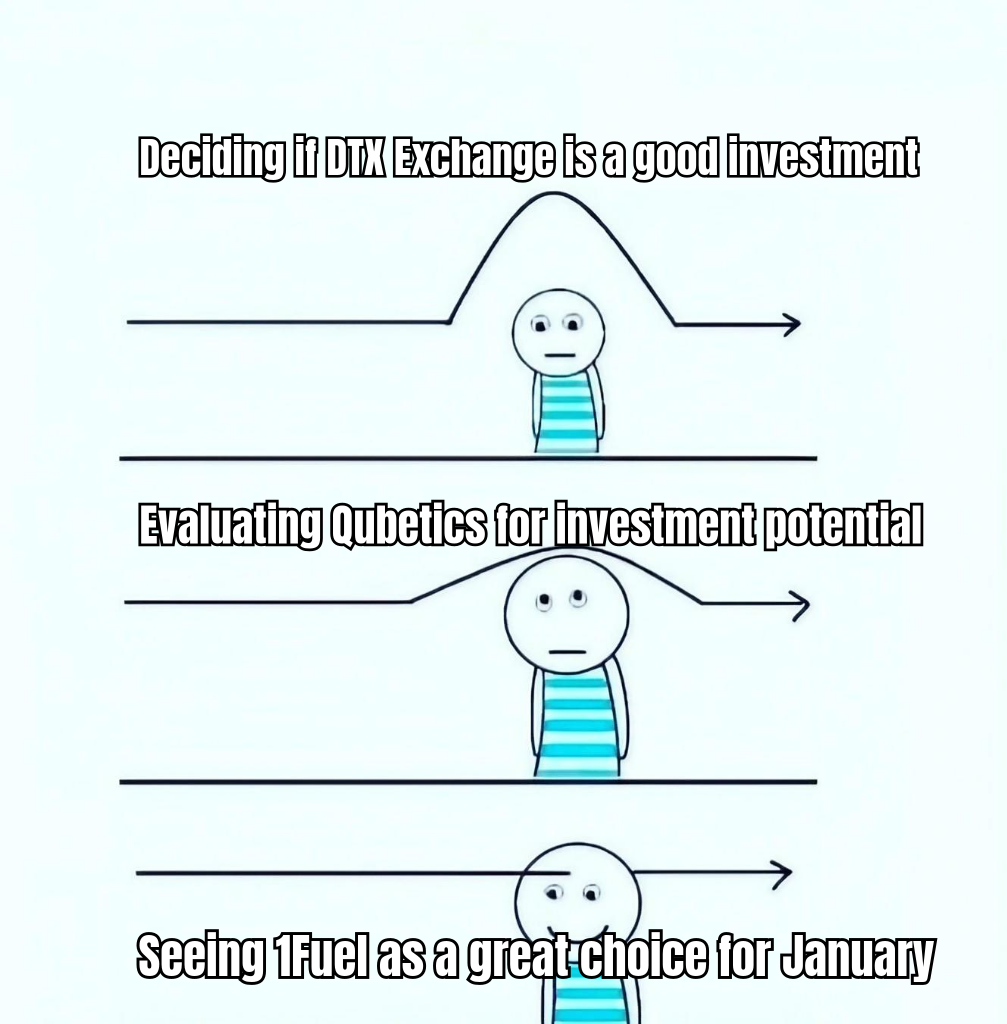 Deciding if DTX Exchange is a good investment
Evaluating Qubetics for investment potential
Seeing 1Fuel as a great choice for January